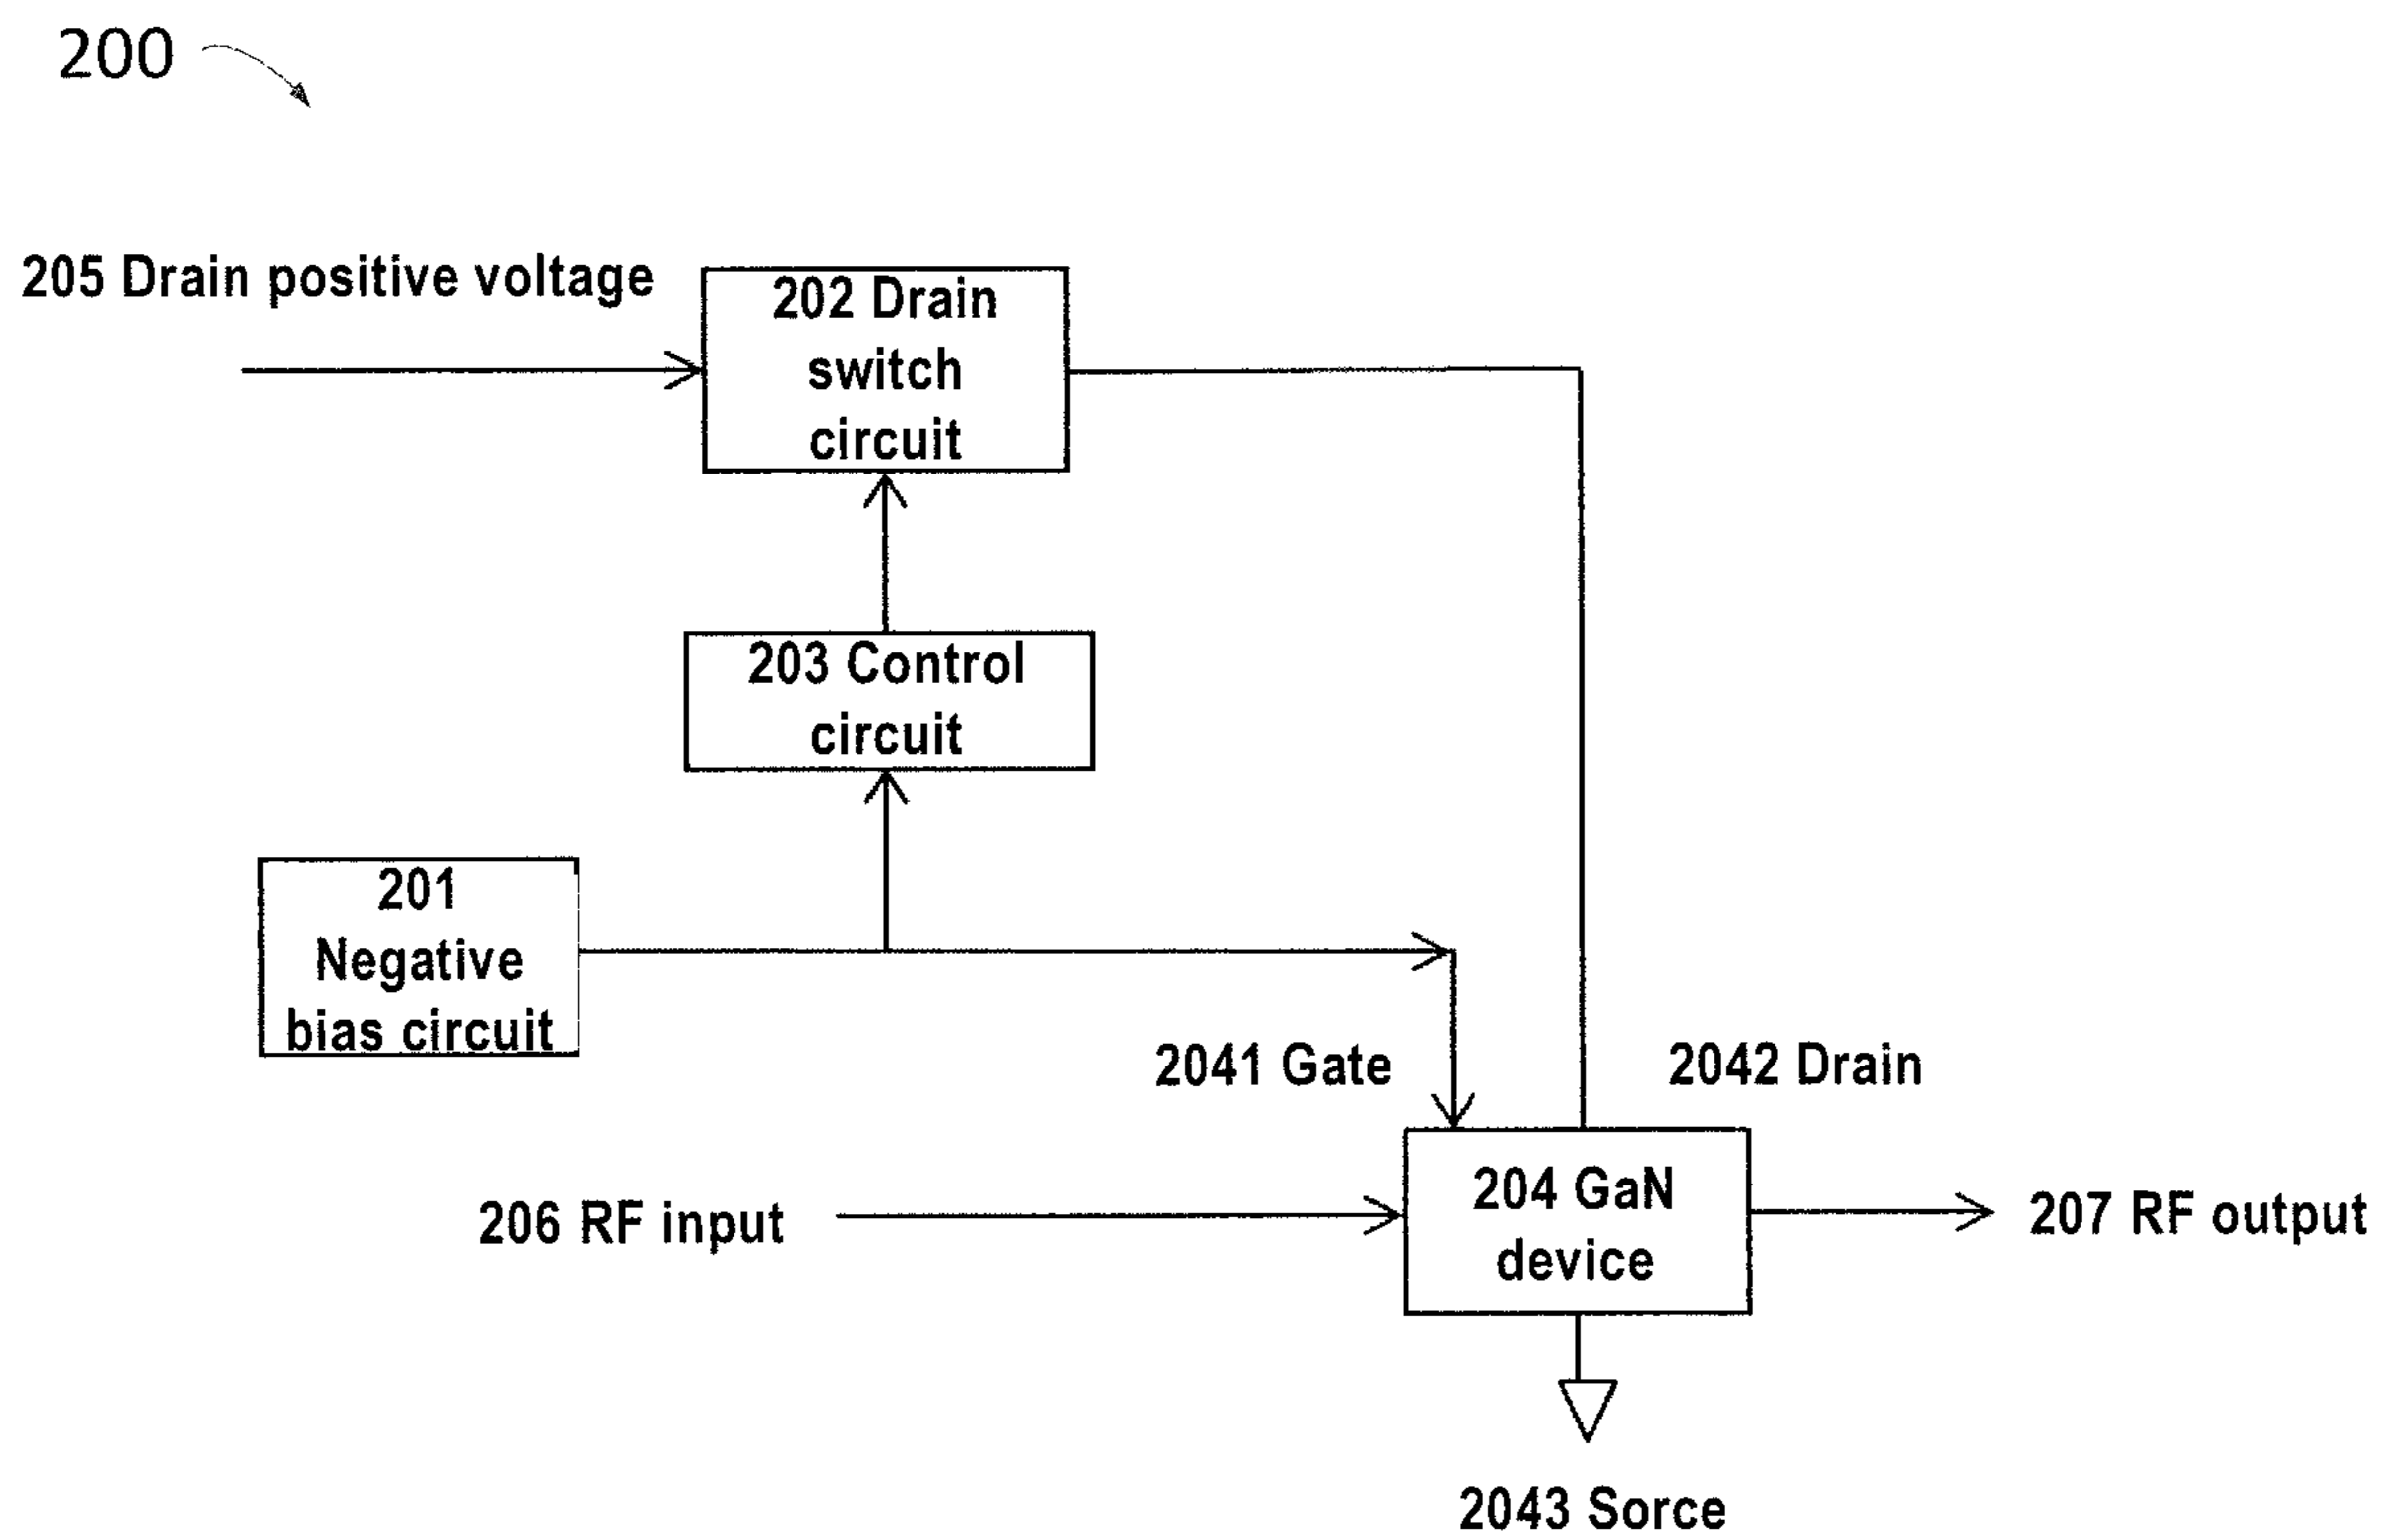 200
205 Drain positive voltage
202 Drain
switch
circuit
203 Control
circuit
201
Negative
bias circuit
2041 Gate
2042 Drain
206 RF input
204 GaN
device
207 RF output
2043 Sorce